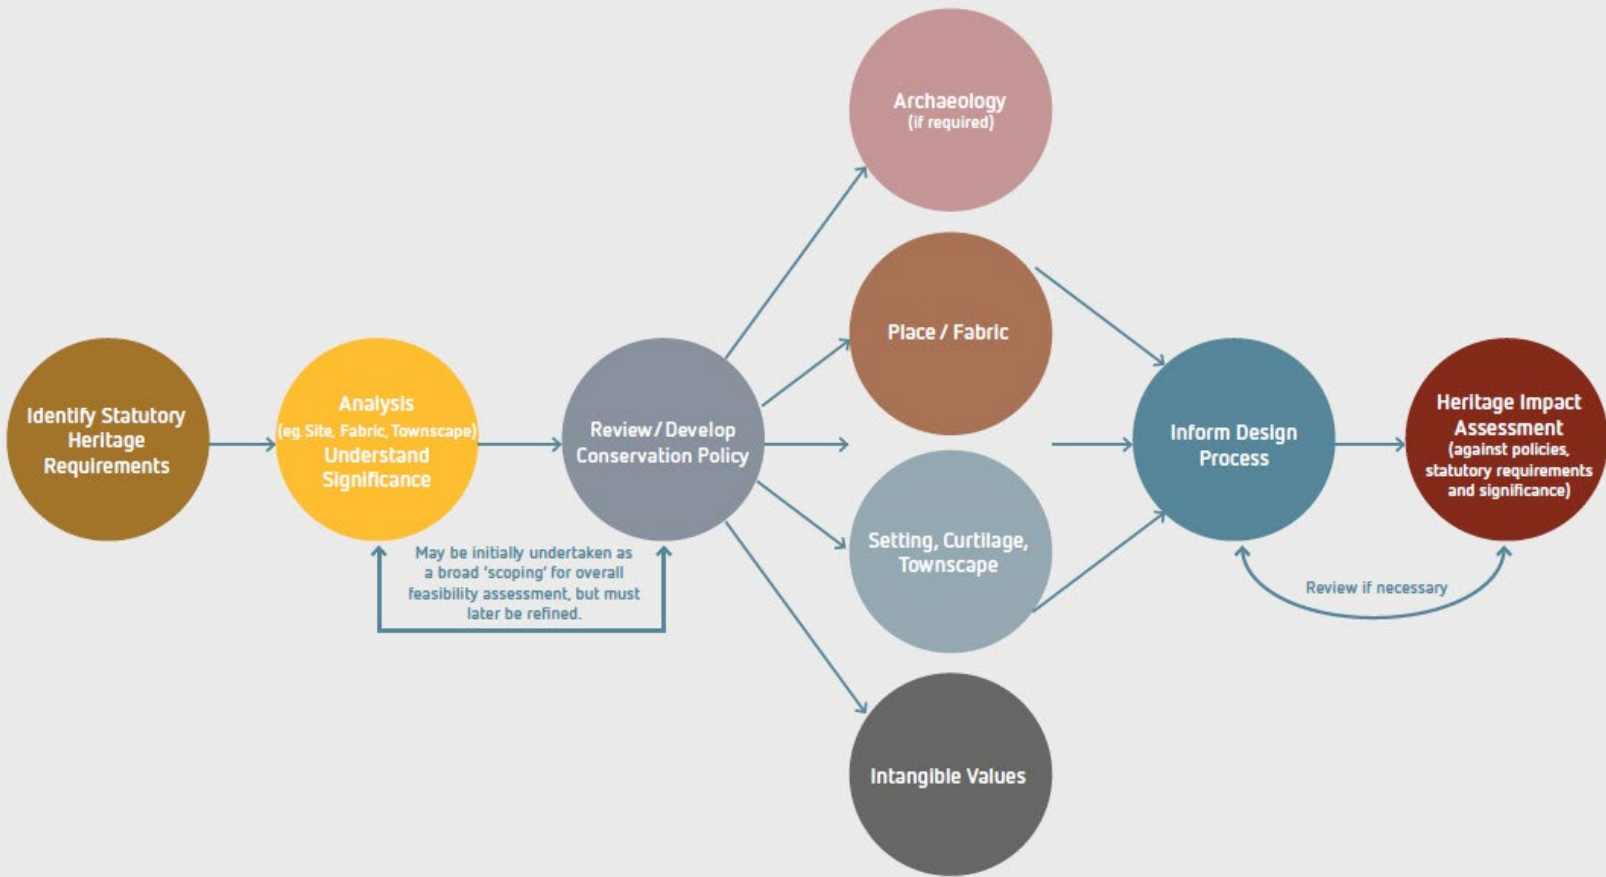 Identify Statutory
Heritage
Requirements
Analysis
(eg. Site, Fabric, Townscape)
Understand
Significance
May be initially undertaken as
a broad 'scoping' for overall
feasibility assessment, but must
later be refined.
Review / Develop
Conservation Policy
Archaeology
(if required)
Place / Fabric
Setting, Curtilage,
Townscape
Intangible Values
Inform Design
Process
Heritage Impact
Assessment
(against policies,
statutory requirements
and significance)
Review if necessary